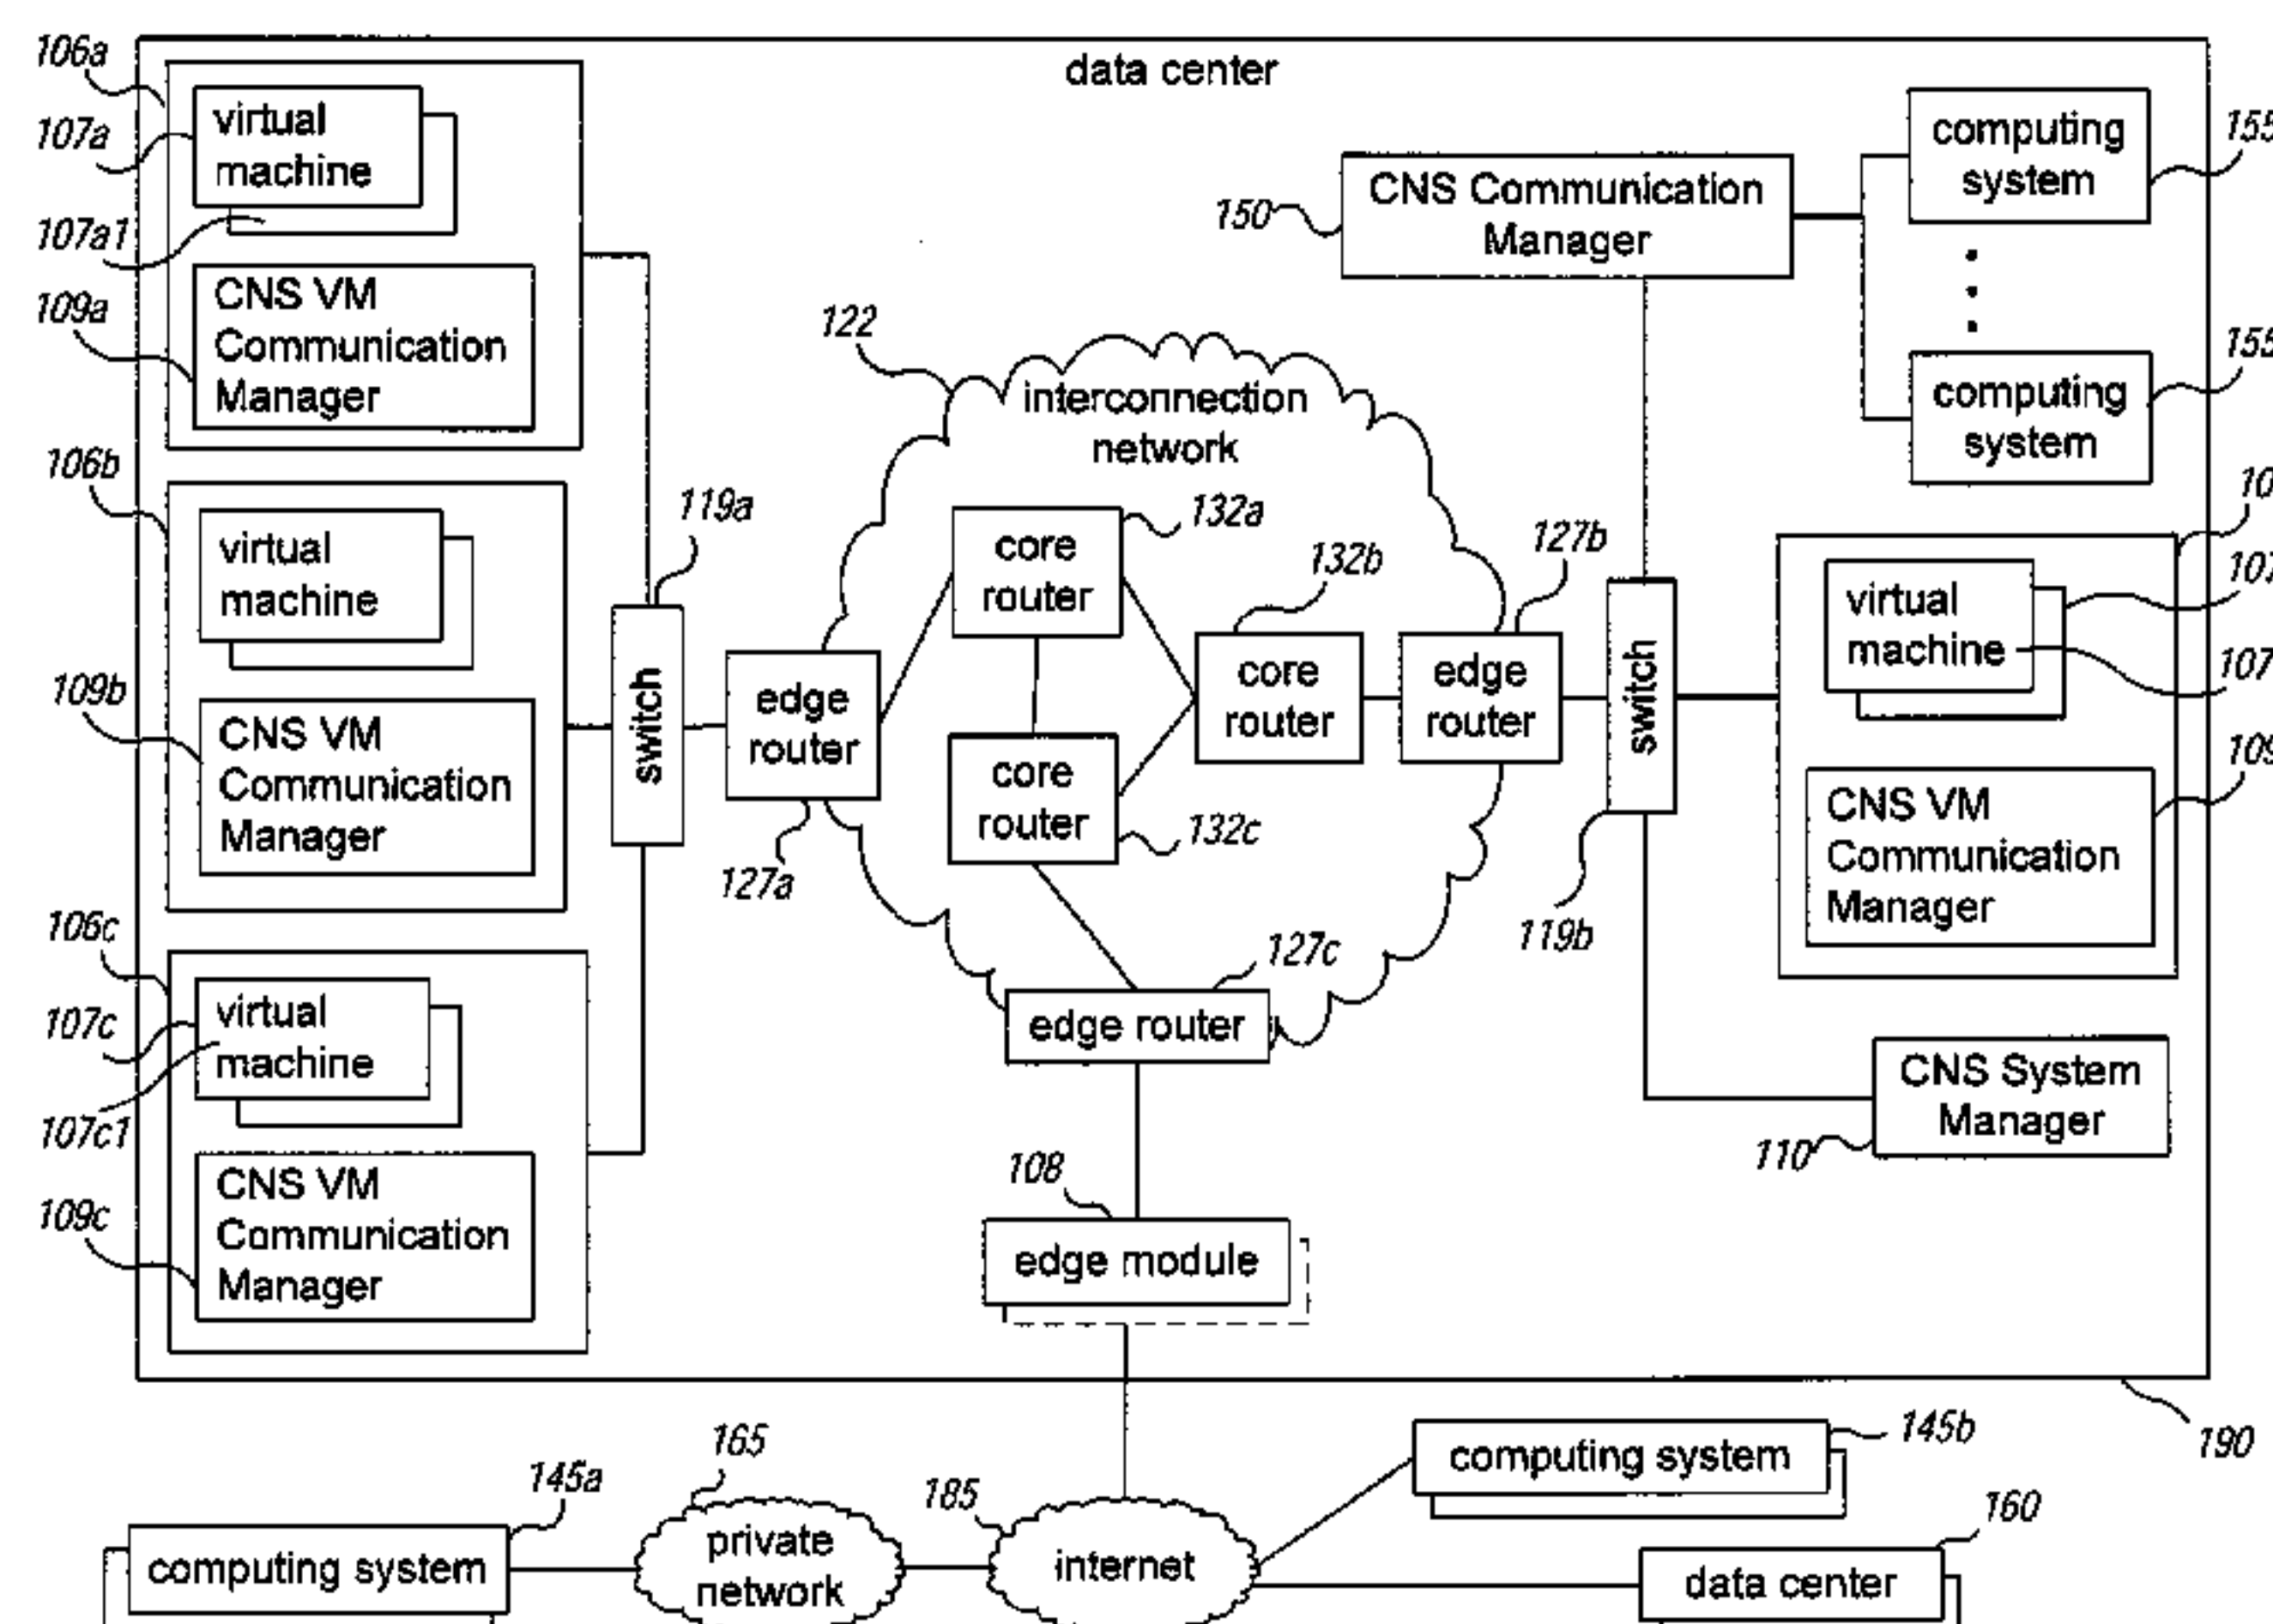 data center
106a
107a
107a1
109a
virtual
machine
CNS VM
Communication
Manager
106b
109b
virtual
machine
CNS VM
Communication
Manager
106c
107c
107c1
109c
virtual
machine
CNS VM
Communication
Manager
119a
switch
122
interconnection
network
edge
router
127a
core
router
132a
core
router
132b
core
router
132c
edge
router
127b
127c
edge router
108
edge module
switch
119b
150
CNS Communication
Manager
computing
system
155
computing
system
155
10
virtual
machine
107
107
CNS VM
Communication
Manager
109
CNS System
Manager
110
190
145a
computing system
165
private
network
185
internet
145b
computing system
160
data center